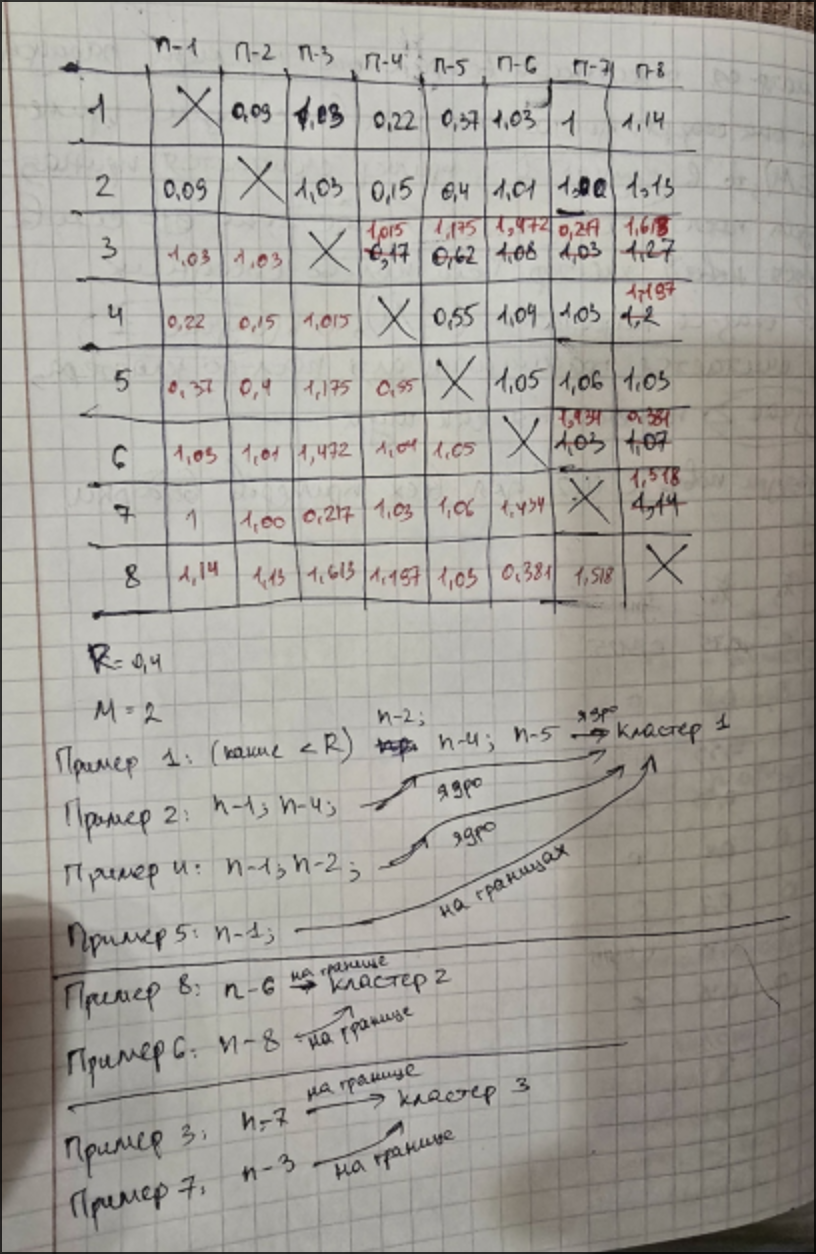 п-1 п-2 п-3 п-4 п-5 п-6 п-7 п-8
1 0,09 1,03 0,22 0,37 1,03 1 1,14
2 0,09 1,03 0,15 0,4 1,01 1,00 1,13
1,015 1,175 1,472 0,217 1,613
3 1,03 1,03 0,17 0,62 1,08 1,03 1,27
1,197
4 0,22 0,15 1,015 0,55 1,04 1,03 1,2
5 0,37 0,4 1,175 0,55 1,05 1,06 1,03
1,434 0,381
6 1,03 1,01 1,472 1,04 1,05 1,03 1,07
1,518
7 1 1,00 0,217 1,03 1,06 1,434 1,14
8 1,14 1,13 1,613 1,197 1,03 0,381 1,518
R=0,4
M=2
п-2;
Пример 1: (какие <R) п-4; п-5 ядро кластер 1
Пример 2: п-1; п-4; ядро
Пример 4: п-1; п-2; ядро
Пример 5: п-1; на границах
Пример 8: п-6 на границе кластер 2
Пример 6: п-8 на границе
Пример 3: п-7 на границе кластер 3
Пример 7: п-3 на границе